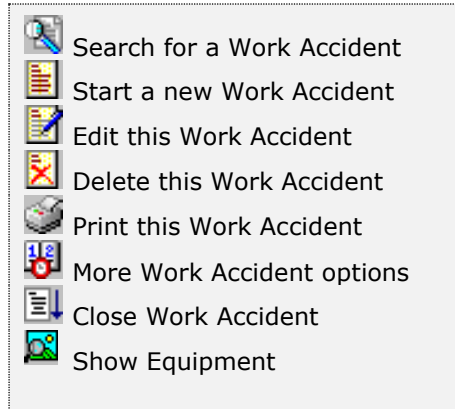 Search for a Work Accident
Start a new Work Accident
Edit this Work Accident
Delete this Work Accident
Print this Work Accident
More Work Accident options
Close Work Accident
Show Equipment